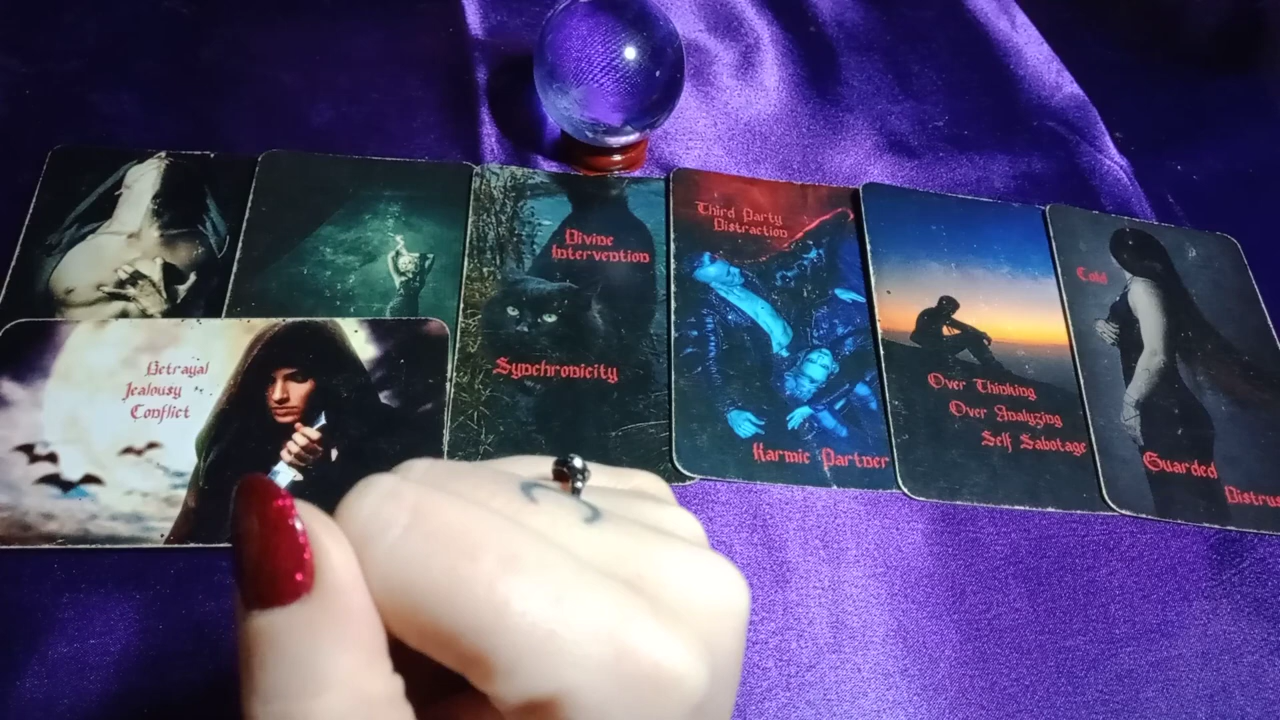 Betrayal
Jealousy
Conflict
Divine
Intervention
Synchronicity
Third Party
Distraction
Karmic Partner
Over Thinking
Over Analyzing
Self Sabotage
Cold
Guarded
Distrus